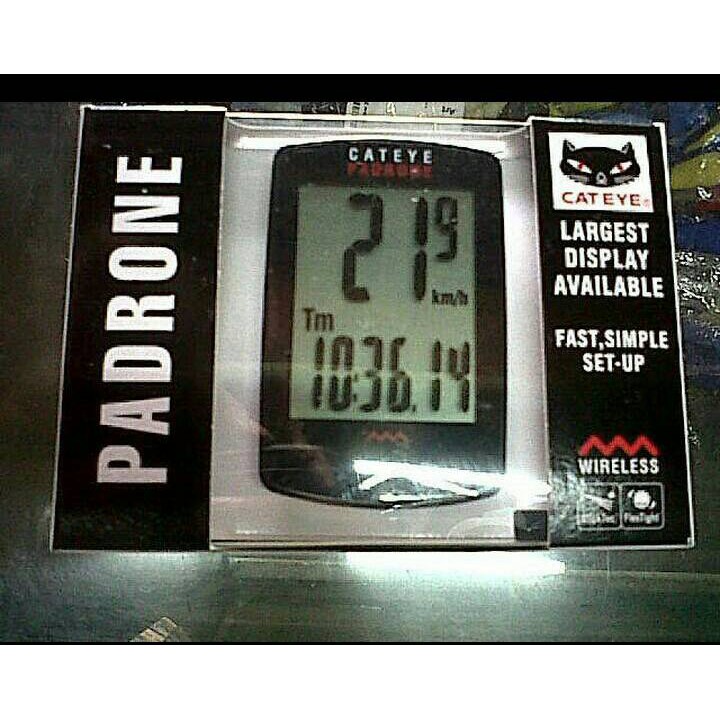 PADRONE
CATEYE
PADRONE
21.9
km/h
Tm
10:36.14
CATEYE
LARGEST
DISPLAY
AVAILABLE
FAST,SIMPLE
SET-UP
WIRELESS
FlexTight